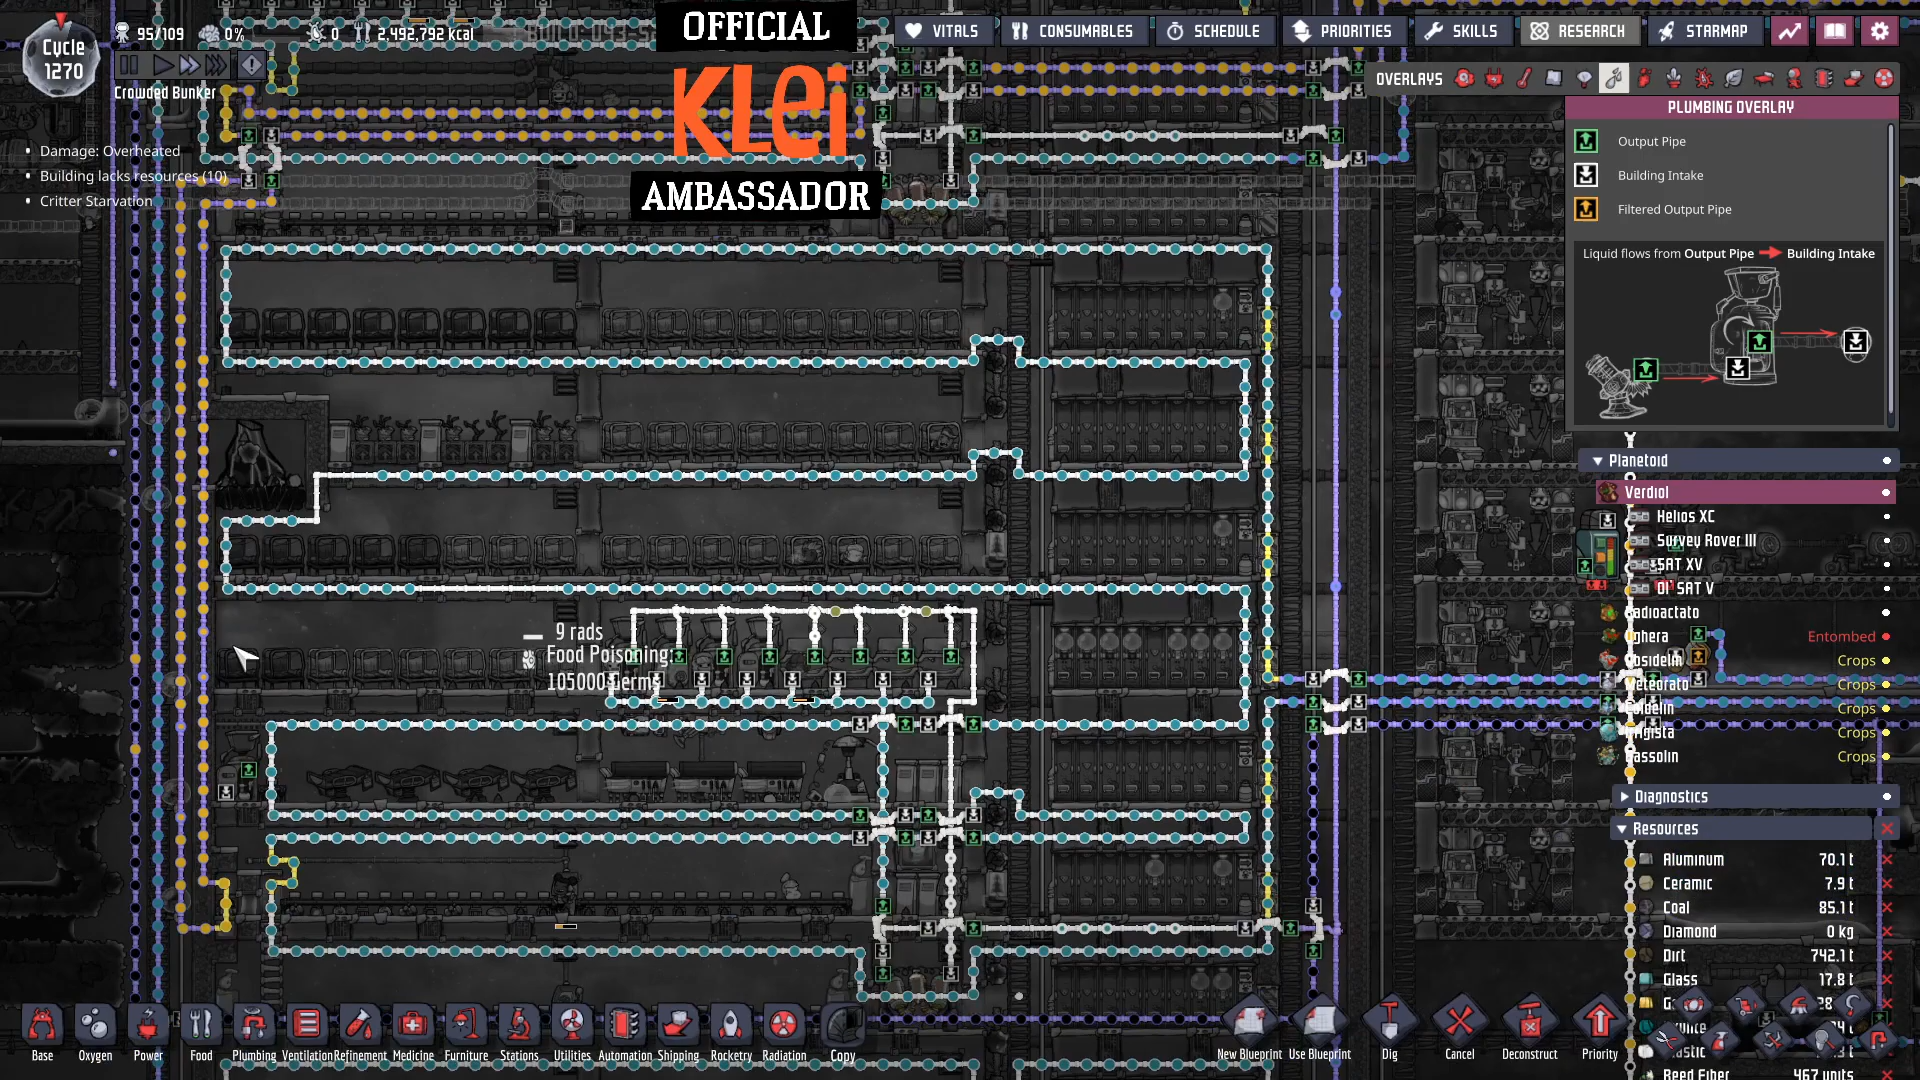 Cycle
1270
95/109
0%
0
2,492,792 kcal
Crowded Bunker
• Damage: Overheated
• Building lacks resources (10)
• Critter Starvation
OFFICIAL
KLei
AMBASSADOR
VITALS
CONSUMABLES
SCHEDULE
PRIORITIES
SKILLS
RESEARCH
STARMAP
OVERLAYS
PLUMBING OVERLAY
Output Pipe
Building Intake
Filtered Output Pipe
Liquid flows from Output Pipe Building Intake
Planetoid
Verdiol
Helios XC
Survey Rover III
SAT XV
SAT V
Radioactato
Entombed
Crops
Crops
Crops
Crops
Crops
Diagnostics
Resources
Aluminum 70.1 t
Ceramic 7.9 t
Coal 85.1 t
Diamond 0 kg
Dirt 742.1 t
Glass 17.8 t
Reed Fiber 467 units
9 rads
Food Poisoning:
105000
Base
Oxygen
Power
Food
Plumbing
Ventilation
Refinement
Medicine
Furniture
Stations
Utilities
Automation
Shipping
Rocketry
Radiation
Copy
New Blueprint
Use Blueprint
Dig
Cancel
Deconstruct
Priority